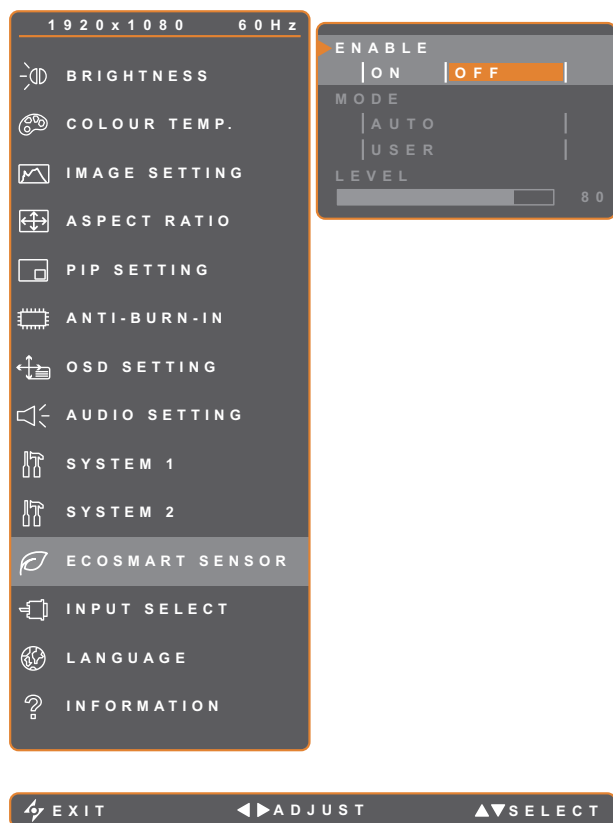 1920x1080 60Hz
BRIGHTNESS
COLOUR TEMP.
IMAGE SETTING
ASPECT RATIO
PIP SETTING
ANTI-BURN-IN
OSD SETTING
AUDIO SETTING
SYSTEM 1
SYSTEM 2
ECOSMART SENSOR
INPUT SELECT
LANGUAGE
INFORMATION
ENABLE
ON OFF
MODE
AUTO
USER
LEVEL
80
EXIT ADJUST SELECT